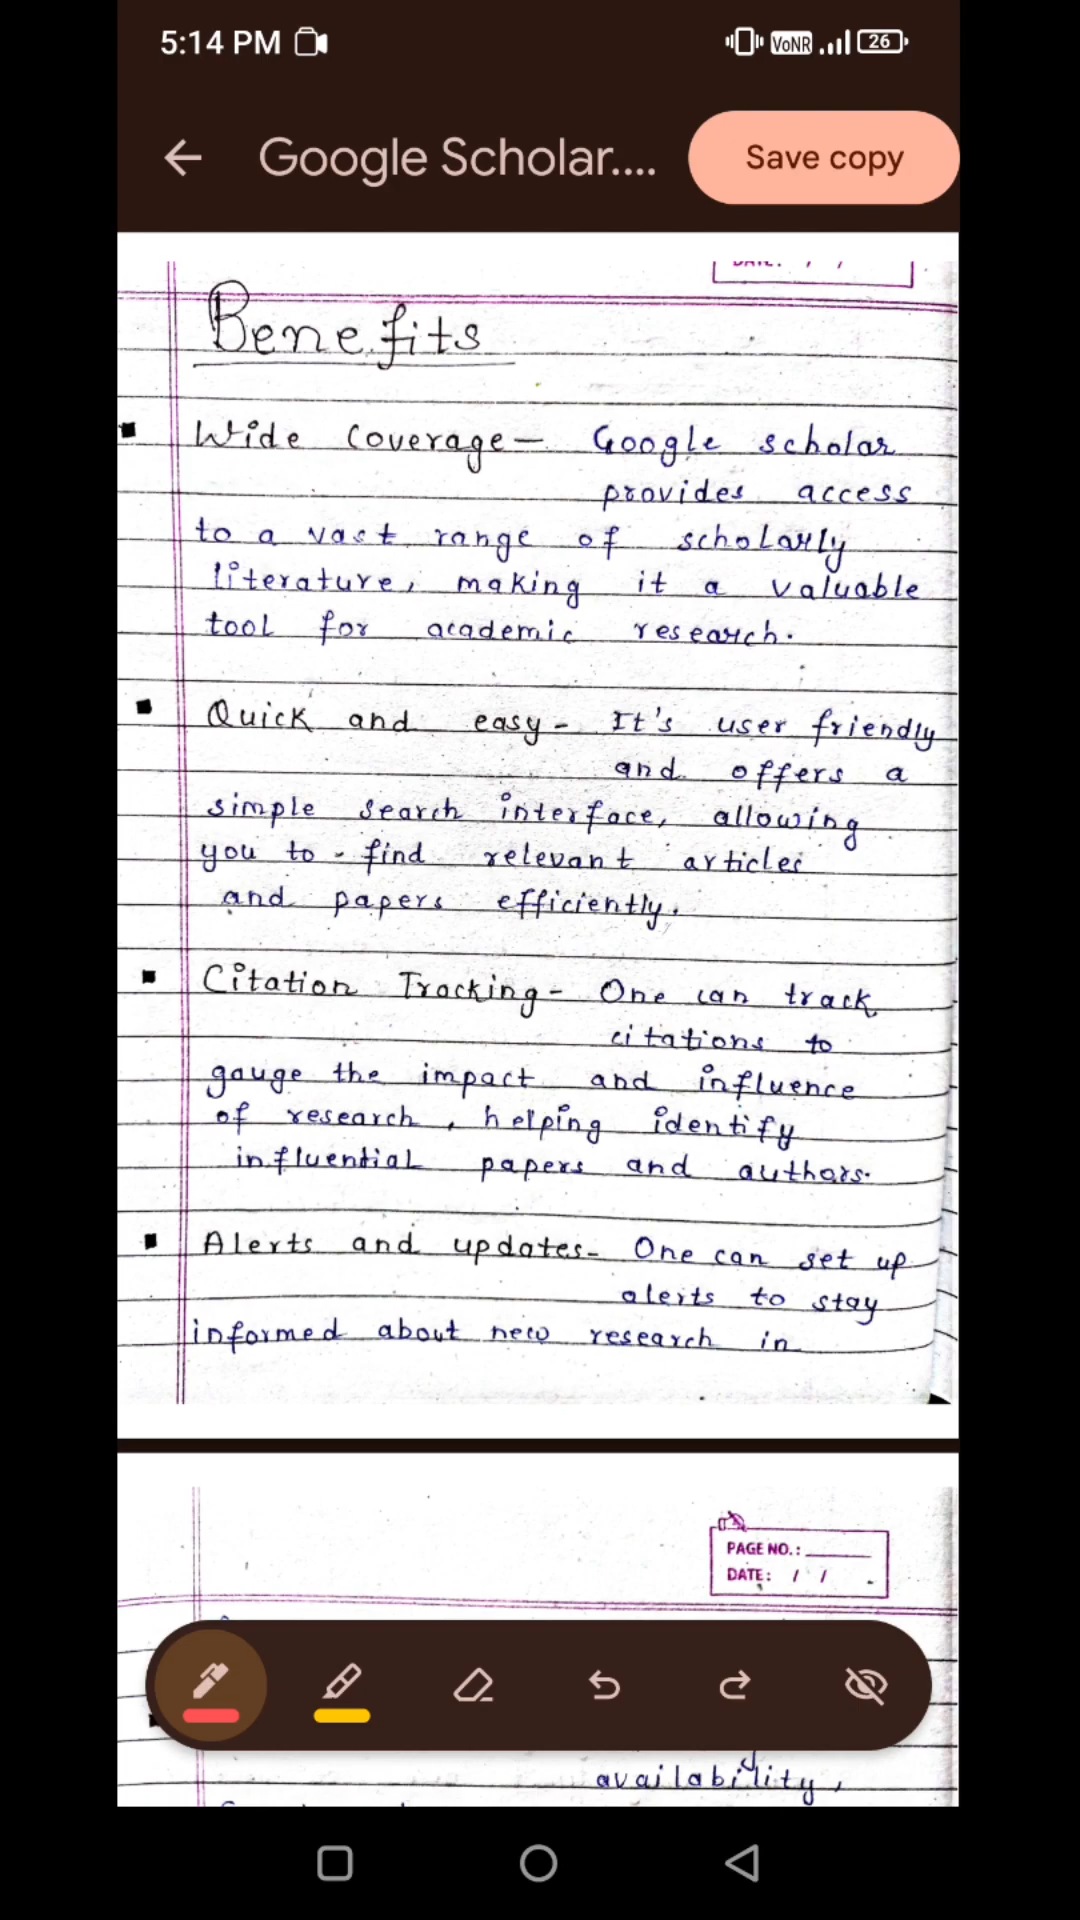 5:14 PM
VoNR 26
Google Scholar....
Save copy
DATE: / /
Benefits
Wide Coverage- Google scholar
provides access
to a vast range of scholarly
literature, making it a valuable
tool for academic research.
Quick and easy- It's user friendly
and offers a
simple search interface, allowing
you to find relevant articles
and papers efficiently.
Citation Tracking- One can track
citations to
gauge the impact and influence
of research, helping identify
influential papers and authors.
Alerts and updates- One can set up
alerts to stay
informed about new research in
PAGE NO.:
DATE: / /
availability,